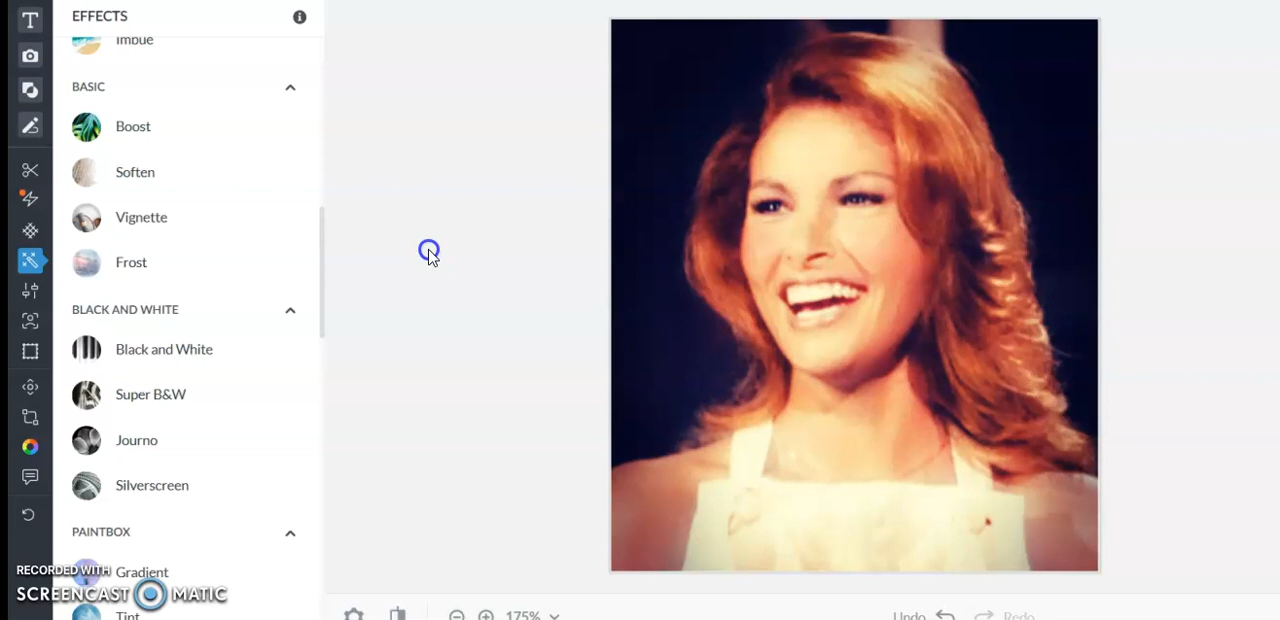 T
EFFECTS
Imbue
BASIC
Boost
Soften
Vignette
Frost
BLACK AND WHITE
Black and White
Super B&W
Journo
Silverscreen
PAINTBOX
Gradient
Tint
RECORDED WITH
SCREENCAST MATIC
175%
Undo
Redo